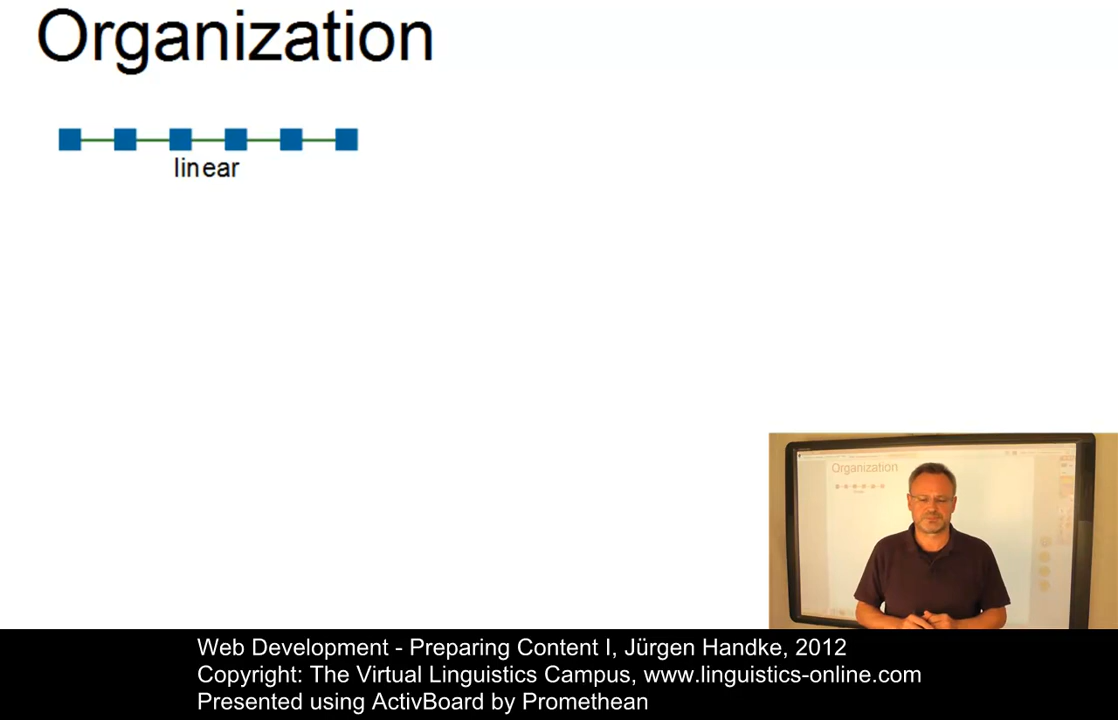 Organization
linear
Organization
Web Development - Preparing Content I, Jürgen Handke, 2012
Copyright: The Virtual Linguistics Campus, www.linguistics-online.com
Presented using ActivBoard by Promethean